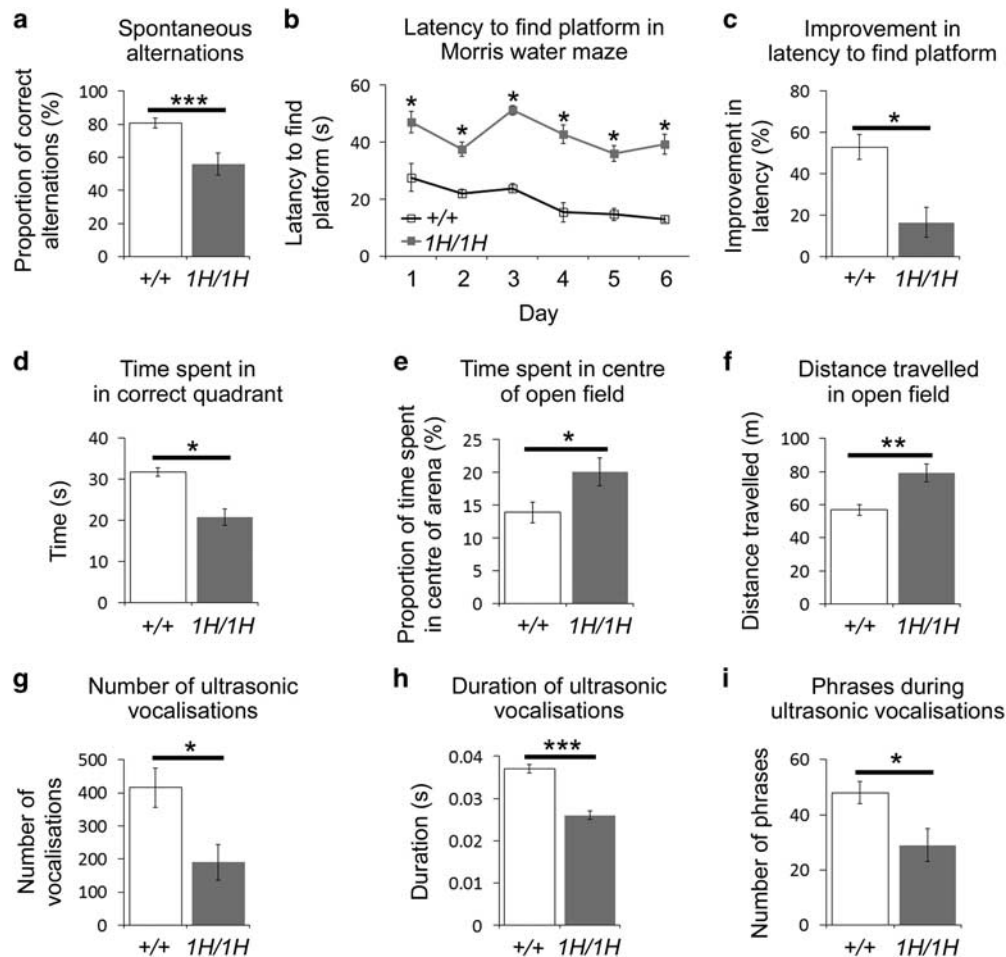 a
Spontaneous
alternations
Proportion of correct
alternations (%)
100
80
60
40
20
0
***
+/+
1H/1H
b
Latency to find platform in
Morris water maze
Latancy to find
platform (s)
60
40
20
0
* * * * * *
+/+
1H/1H
1 2 3 4 5 6
Day
c
Improvement in
latency to find platform
Improvement in
latency (%)
80
60
40
20
0
*
+/+
1H/1H
d
Time spent in
in correct quadrant
Time (s)
40
30
20
10
0
*
+/+
1H/1H
e
Time spent in centre
of open field
Proportion of time spent
in centre of arena (%)
25
20
15
10
5
0
*
+/+
1H/1H
f
Distance travelled
in open field
Distance travelled (m)
100
80
60
40
20
0
**
+/+
1H/1H
g
Number of ultrasonic
vocalisations
Number of
vocalisations
500
400
300
200
100
0
*
+/+
1H/1H
h
Duration of ultrasonic
vocalisations
Duration (s)
0.04
0.03
0.02
0.01
0
***
+/+
1H/1H
i
Phrases during
ultrasonic vocalisations
Number of phrases
60
40
20
0
*
+/+
1H/1H